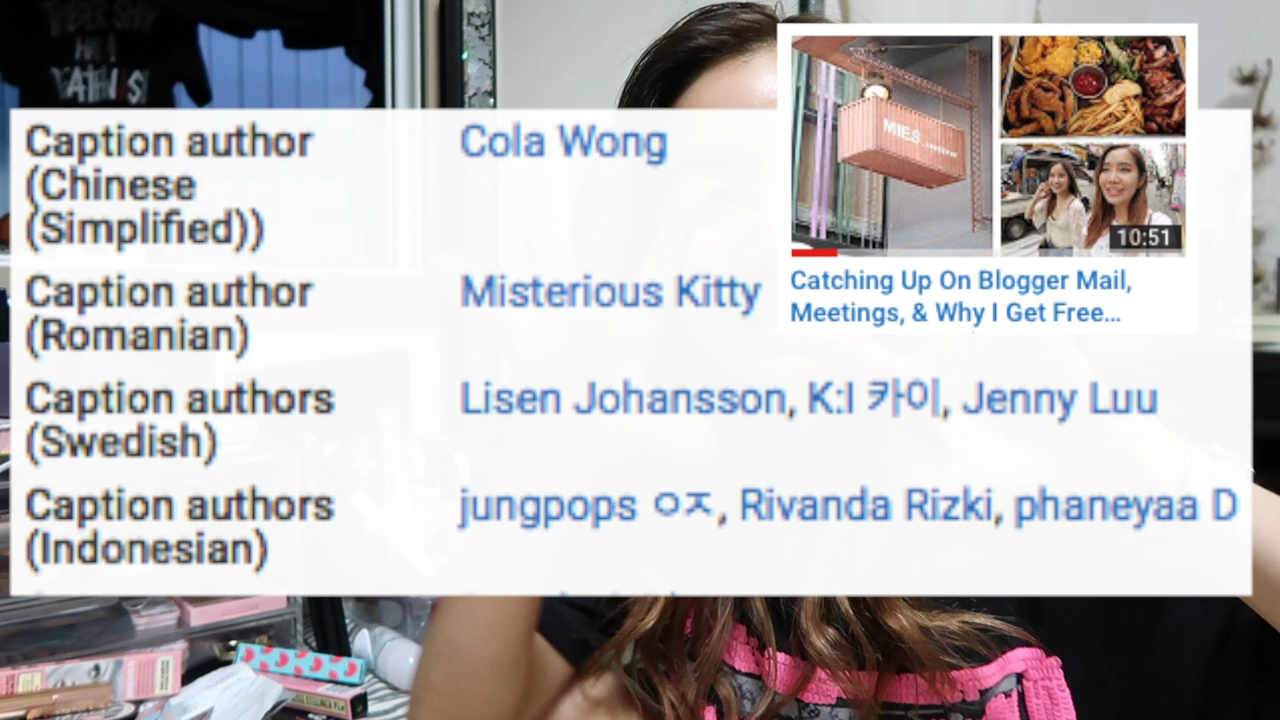 Caption author
(Chinese
(Simplified))
Cola Wong
Caption author
(Romanian)
Misterious Kitty
Caption authors
(Swedish)
Lisen Johansson, K:I 카이, Jenny Luu
Caption authors
(Indonesian)
jungpops ㅇㅈ, Rivanda Rizki, phaneyaa D
MIES
10:51
Catching Up On Blogger Mail,
Meetings, & Why I Get Free...